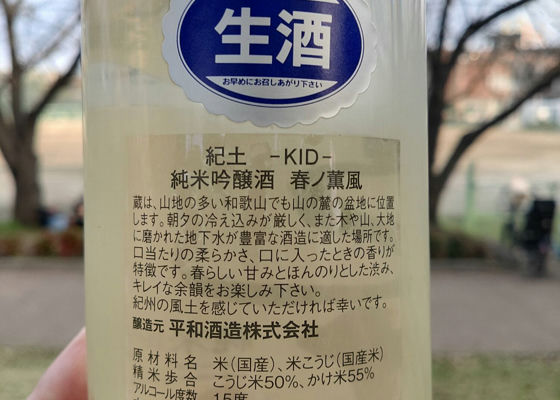 生酒
お早めにお召しあがり下さい
紀土 -KID-
純米吟醸酒 春ノ薫風
蔵は、山地の多い和歌山でも山の麓の盆地に位置
します。朝夕の冷え込みが厳しく、また木や山、大地
に磨かれた地下水が豊富な酒造に適した場所です。
口当たりの柔らかさ、口に入ったときの香りが
特徴です。春らしい甘みとほんのりとした渋み、
キレイな余韻をお楽しみ下さい。
紀州の風土を感じていただければ幸いです。
醸造元 平和酒造株式会社
原材料名 米(国産)、米こうじ(国産米)
精米歩合 こうじ米50%、かけ米55%
アルコール度数 15度